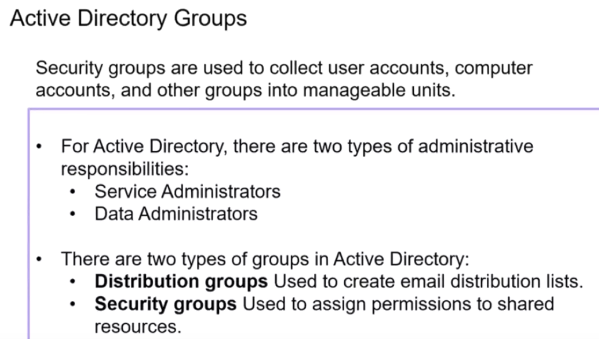 Active Directory Groups
Security groups are used to collect user accounts, computer
accounts, and other groups into manageable units.
• For Active Directory, there are two types of administrative
responsibilities:
• Service Administrators
• Data Administrators
• There are two types of groups in Active Directory:
• Distribution groups Used to create email distribution lists.
• Security groups Used to assign permissions to shared
resources.